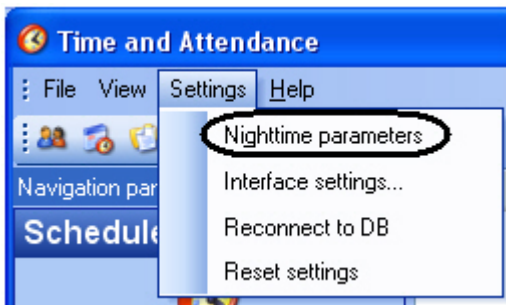 Time and Attendance
File View Settings Help
Nighttime parameters
Navigation par
Interface settings...
Schedule
Reconnect to DB
Reset settings